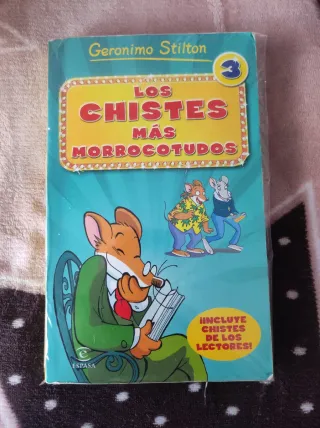 Geronimo Stilton
3
LOS
CHISTES
MÁS
MORROCOTUDOS
¡INCLUYE
CHISTES
DE LOS
LECTORES!
ESPASA